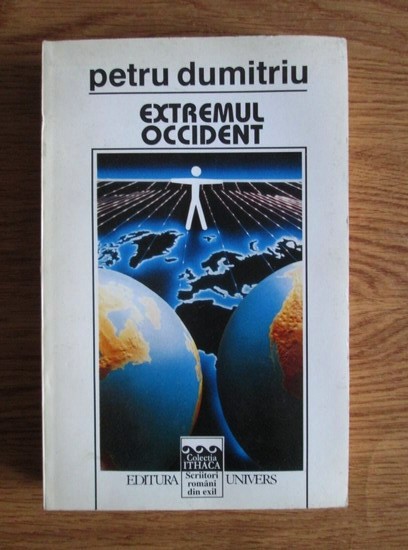 petru dumitriu
EXTREMUL
OCCIDENT
Colecția
ITHACA
EDITURA Scriitori UNIVERS
români
din exil